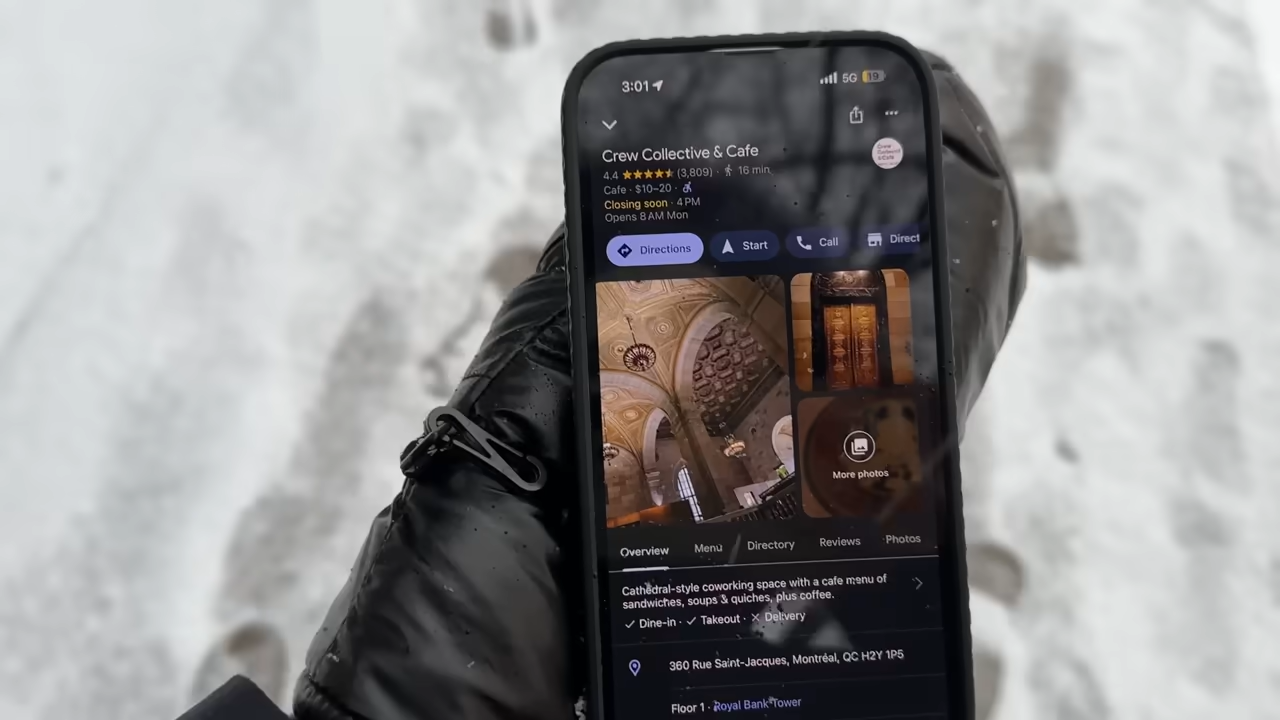 3:01 5G 19
Crew Collective & Cafe
4.4 (3,809) · 16 min
Cafe · $10–20 ·
Closing soon · 4 PM
Opens 8 AM Mon
Directions Start Call Direct
More photos
Overview Menu Directory Reviews Photos
Cathedral-style coworking space with a cafe menu of
sandwiches, soups & quiches, plus coffee.
Dine-in · Takeout · Delivery
360 Rue Saint-Jacques, Montréal, QC H2Y 1P5
Floor 1 · Royal Bank Tower